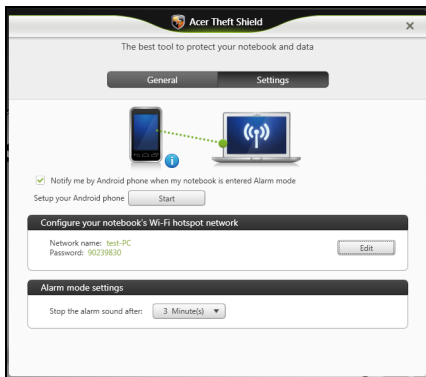 Acer Theft Shield
The best tool to protect your notebook and data
General Settings
Notify me by Android phone when my notebook is entered Alarm mode
Setup your Android phone Start
Configure your notebook's Wi-Fi hotspot network
Network name: test-PC
Password: 90239830
Edit
Alarm mode settings
Stop the alarm sound after: 3 Minute(s)